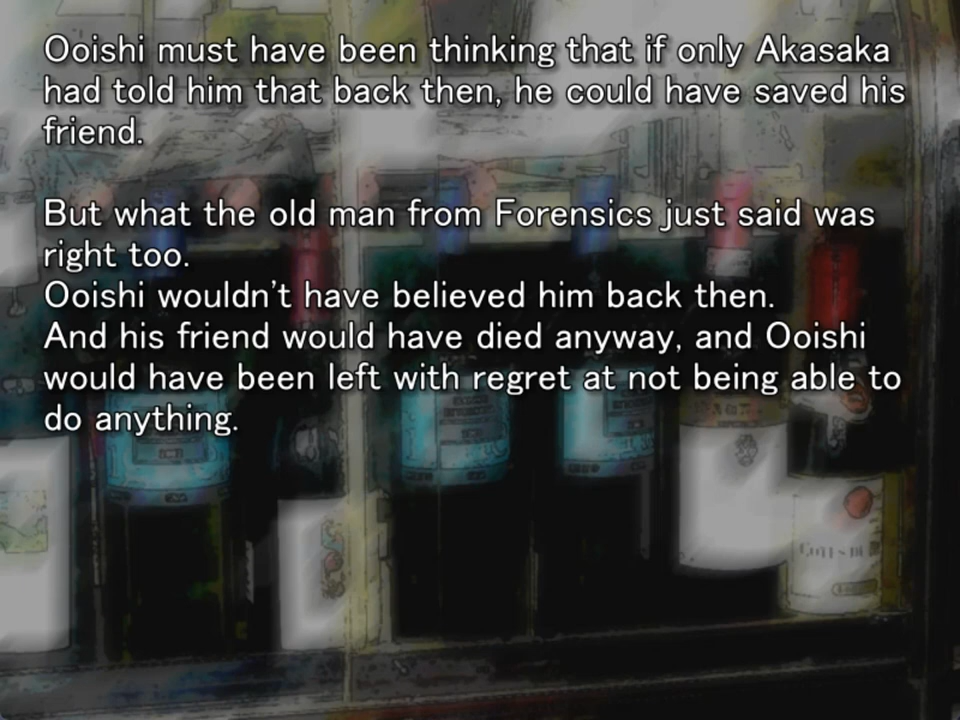 Ooishi must have been thinking that if only Akasaka
had told him that back then, he could have saved his
friend.
But what the old man from Forensics just said was
right too.
Ooishi wouldn't have believed him back then.
And his friend would have died anyway, and Ooishi
would have been left with regret at not being able to
do anything.